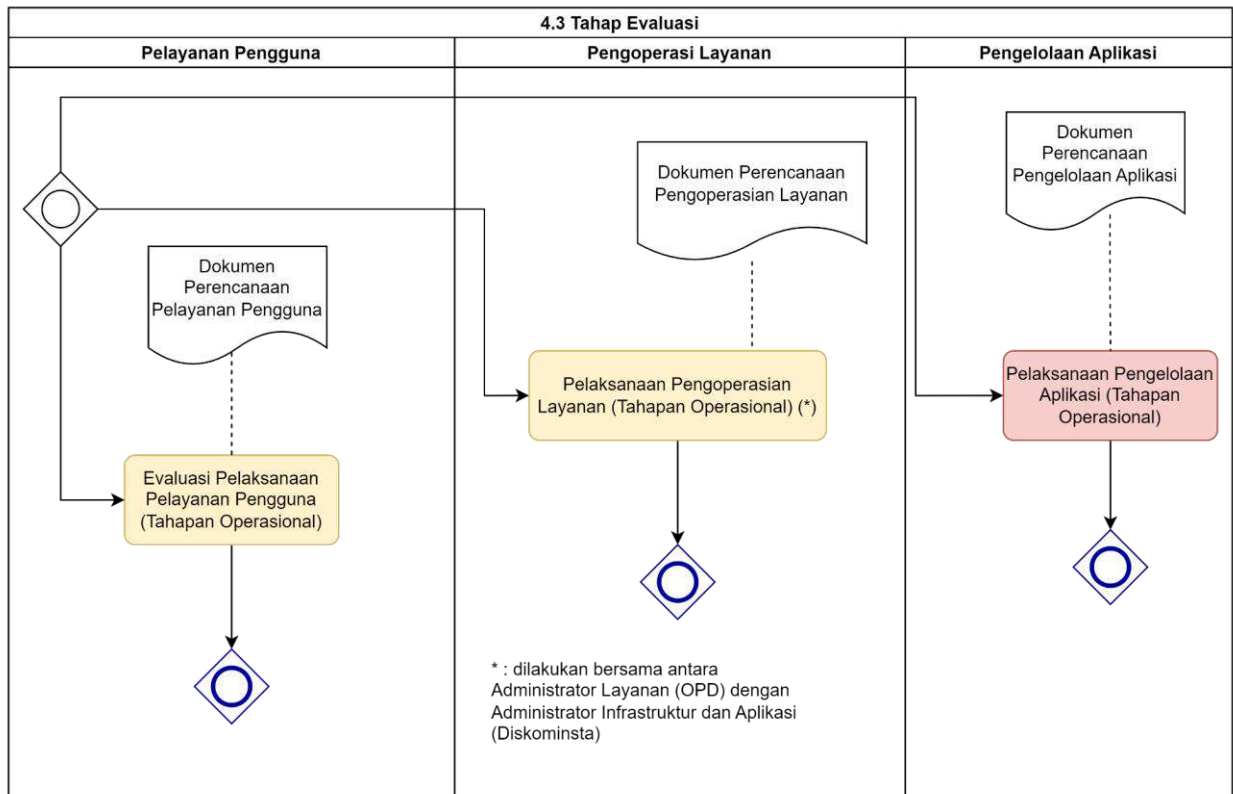 4.3 Tahap Evaluasi
Pelayanan Pengguna
Pengoperasi Layanan
Pengelolaan Aplikasi
Dokumen
Perencanaan
Pelayanan Pengguna
Evaluasi Pelaksanaan
Pelayanan Pengguna
(Tahapan Operasional)
Dokumen Perencanaan
Pengoperasian Layanan
Pelaksanaan Pengoperasian
Layanan (Tahapan Operasional) (*)
* : dilakukan bersama antara
Administrator Layanan (OPD) dengan
Administrator Infrastruktur dan Aplikasi
(Diskominsta)
Dokumen
Perencanaan
Pengelolaan Aplikasi
Pelaksanaan Pengelolaan
Aplikasi (Tahapan
Operasional)